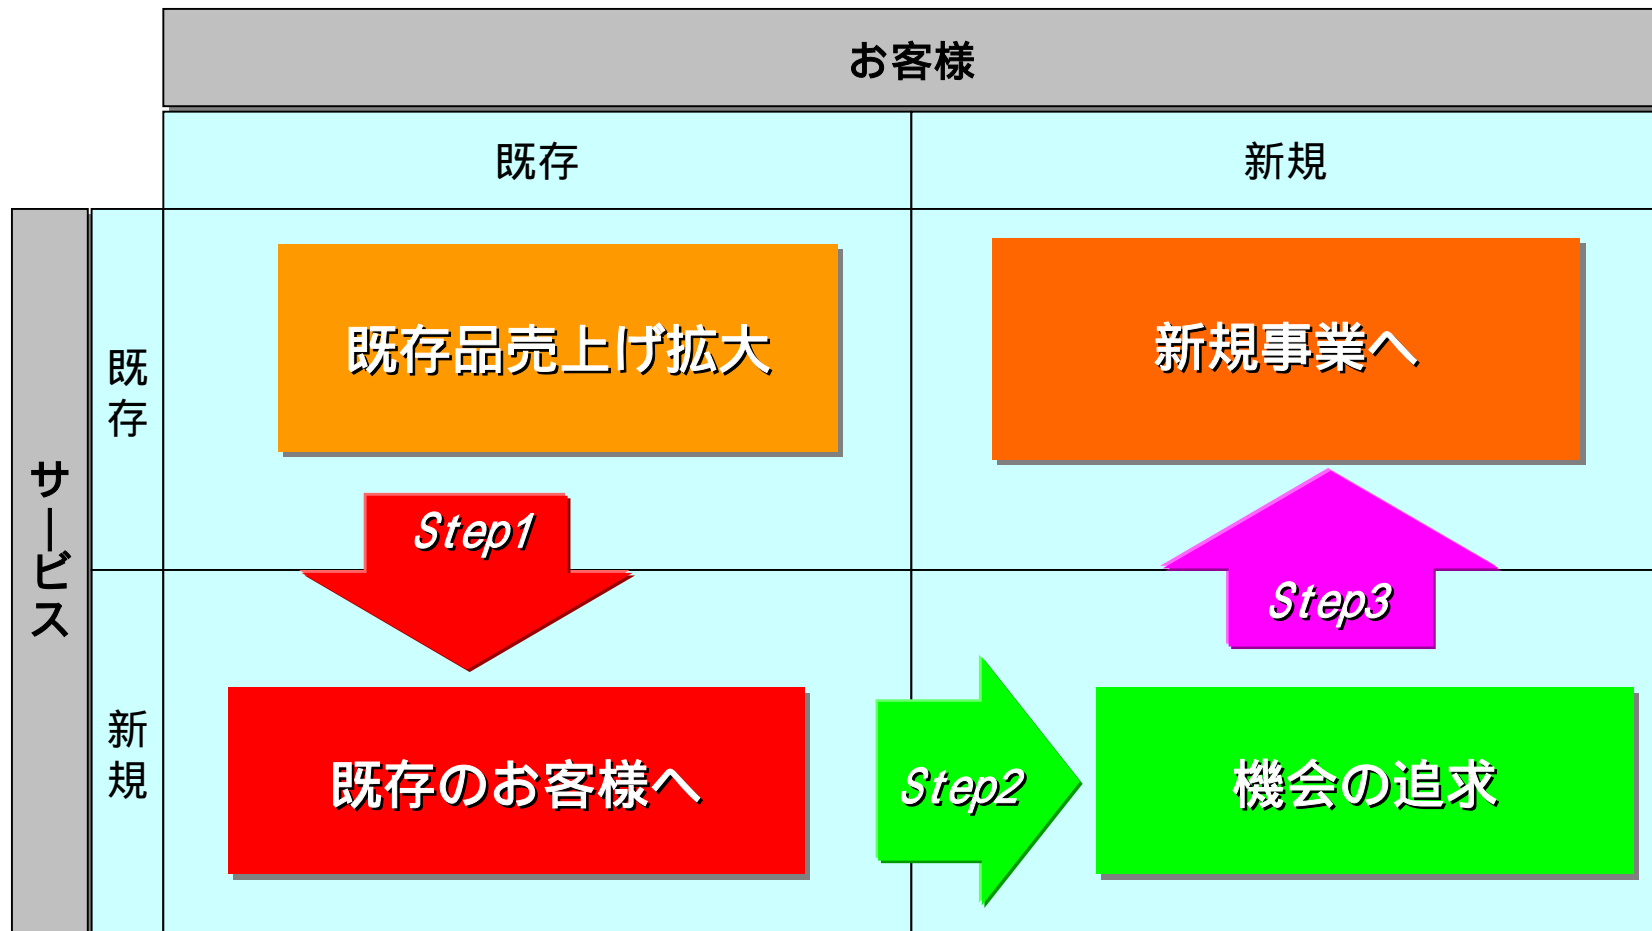 お客様
既存
新規
サービス
既存
既存品売上げ拡大
新規事業へ
Step1
Step3
新規
既存のお客様へ
Step2
機会の追求